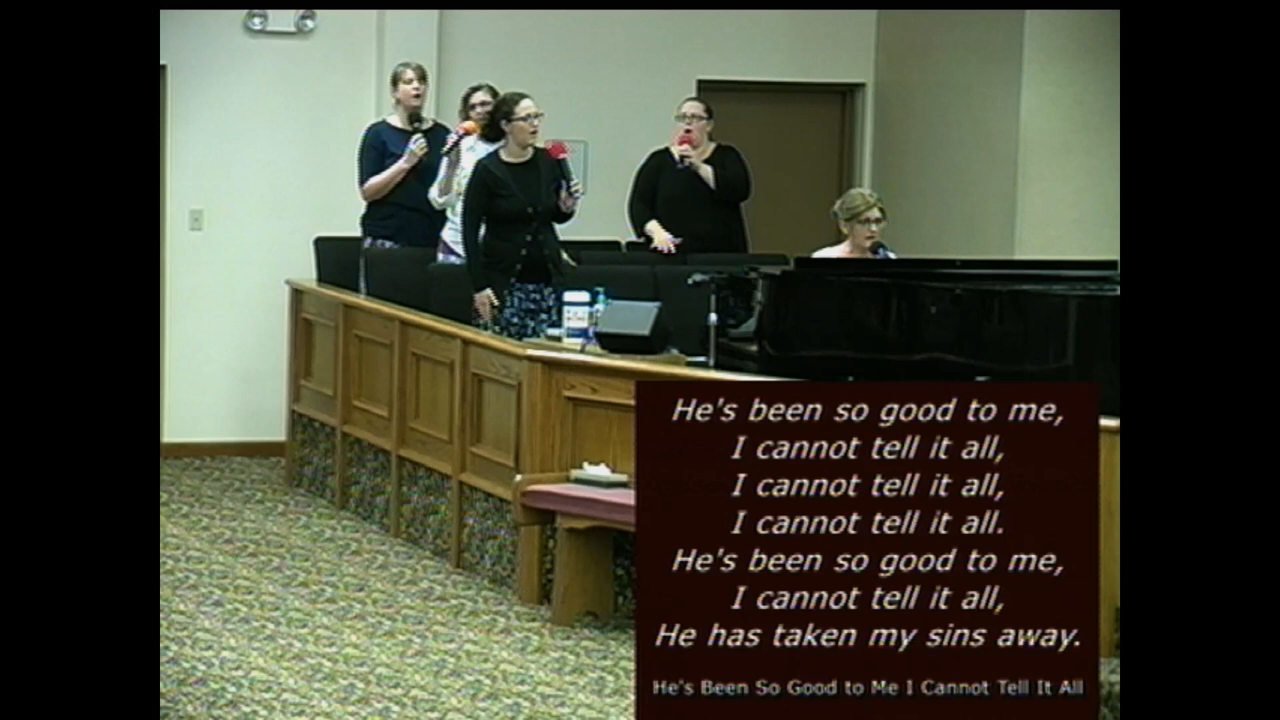 He's been so good to me,
I cannot tell it all,
I cannot tell it all,
I cannot tell it all.
He's been so good to me,
I cannot tell it all,
He has taken my sins away.
He's Been So Good to Me I Cannot Tell It All